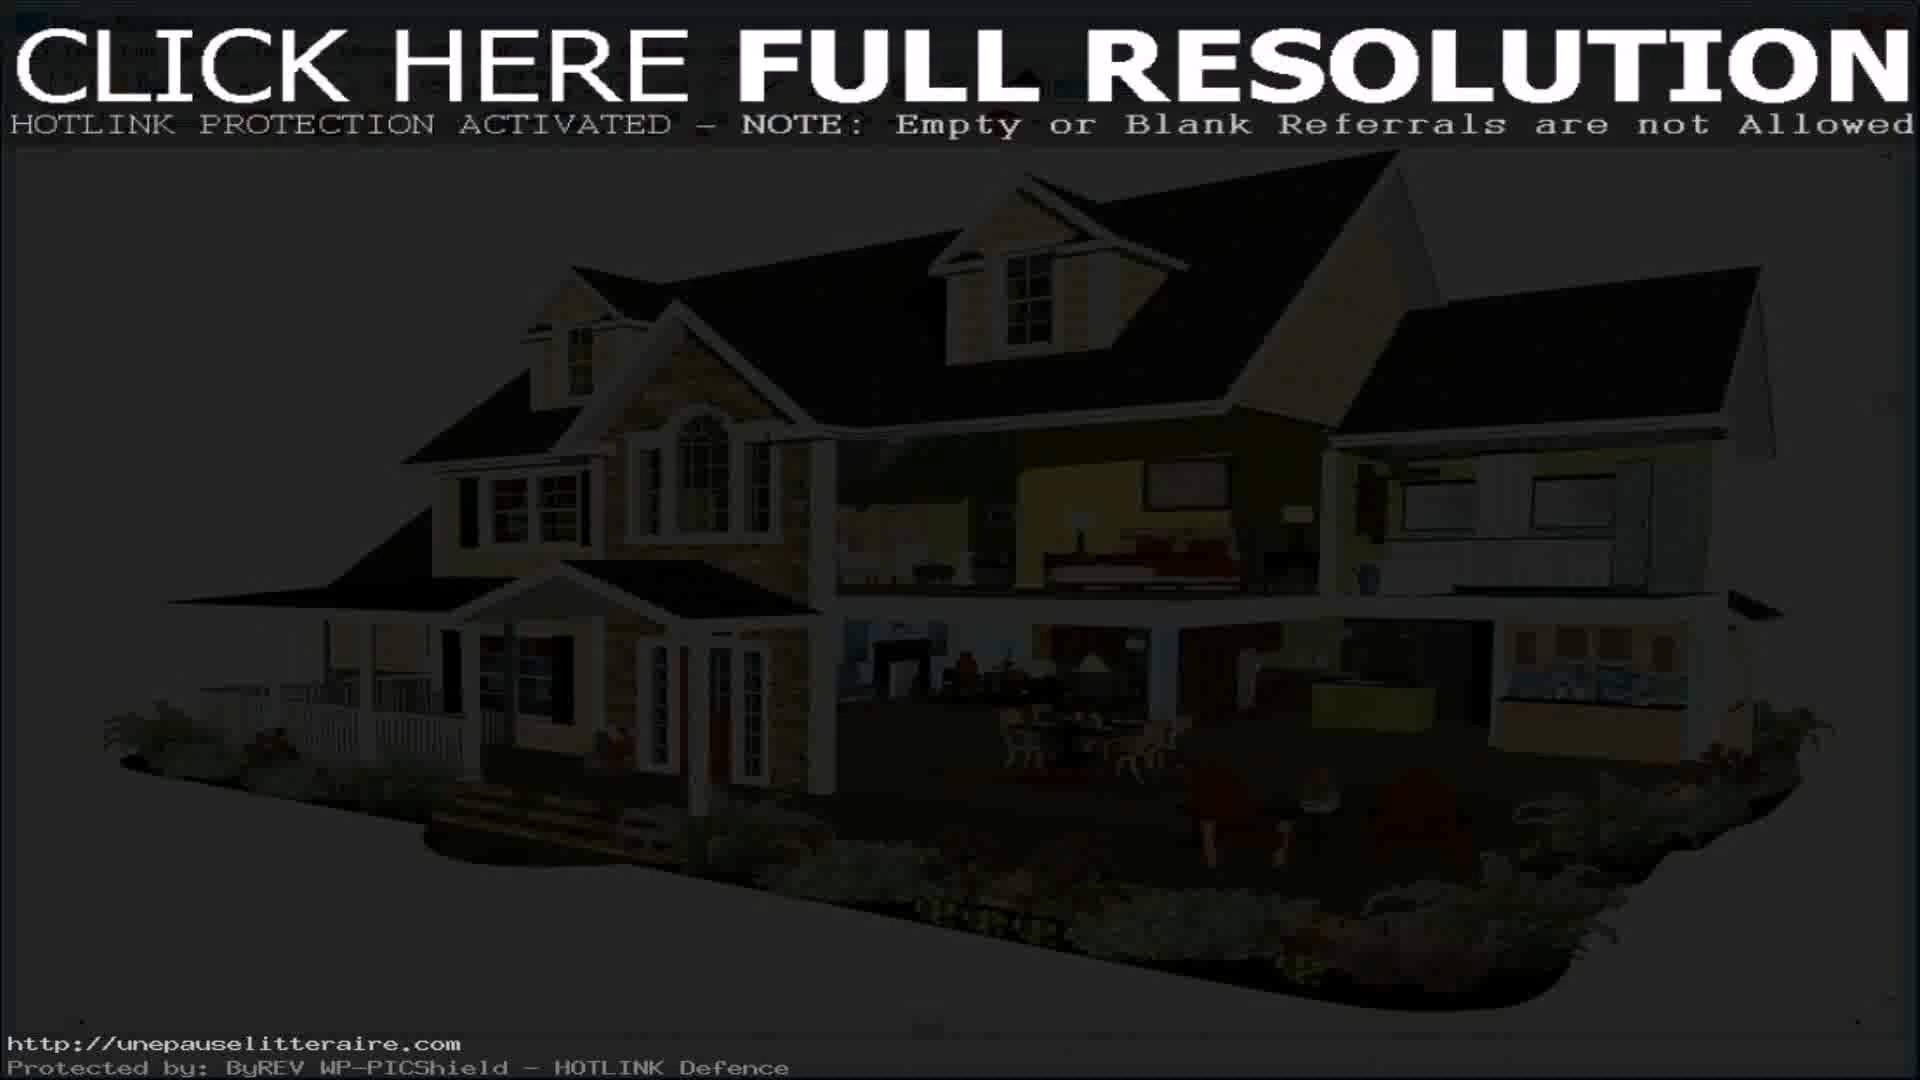 CLICK HERE FULL RESOLUTION
HOTLINK PROTECTION ACTIVATED – NOTE: Empty or Blank Referrals are not Allowed
http://unepauselitteraire.com
Protected by: ByREV WP-PICShield – HOTLINK Defence